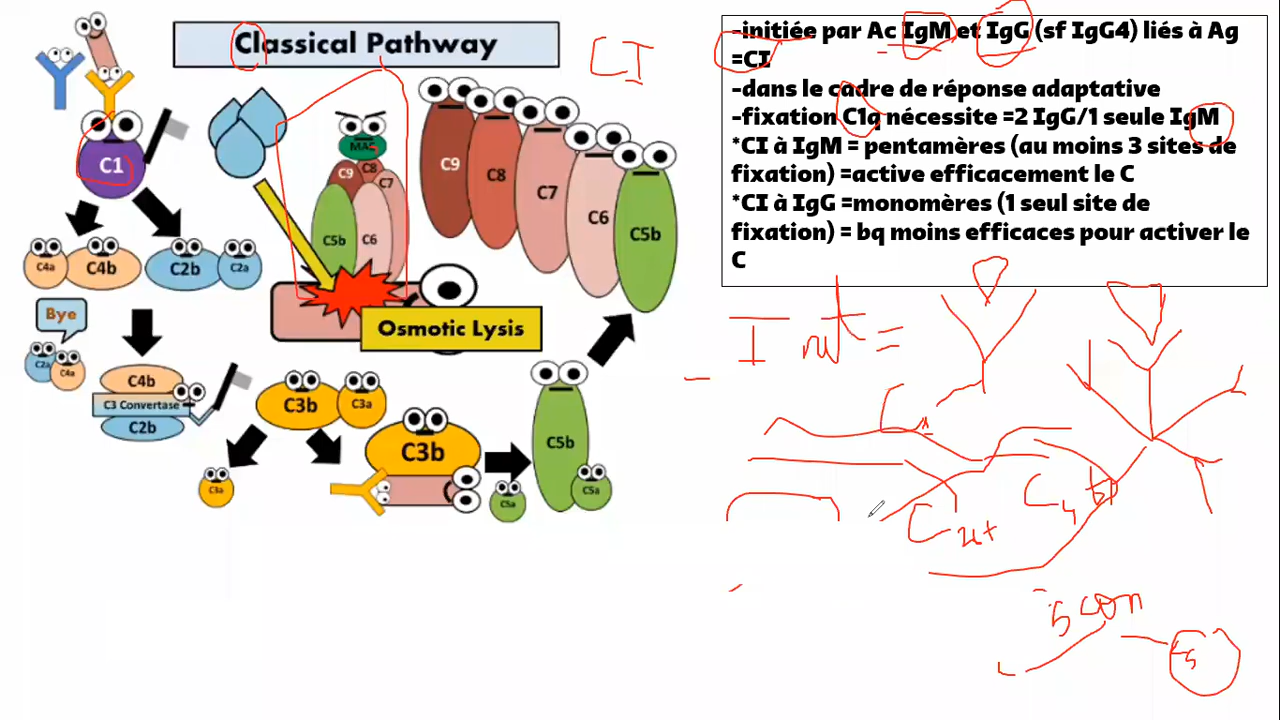 Classical Pathway
CI
C1
C9
C8
C7
C6
C5b
MAC
C9
C8
C7
C5b
C6
Osmotic Lysis
C4a
C4b
C2b
C2a
Bye
C2a
C4a
C4b
C3 Convertase
C2b
C3b
C3a
C3a
C3b
C5b
C5a
C5a
-initiée par Ac IgM et IgG (sf IgG4) liés à Ag
=CI
-dans le cadre de réponse adaptative
-fixation C1q nécessite =2 IgG/1 seule IgM
*CI à IgM = pentamères (au moins 3 sites de
fixation) =active efficacement le C
*CI à IgG =monomères (1 seul site de
fixation) = bq moins efficaces pour activer le
C